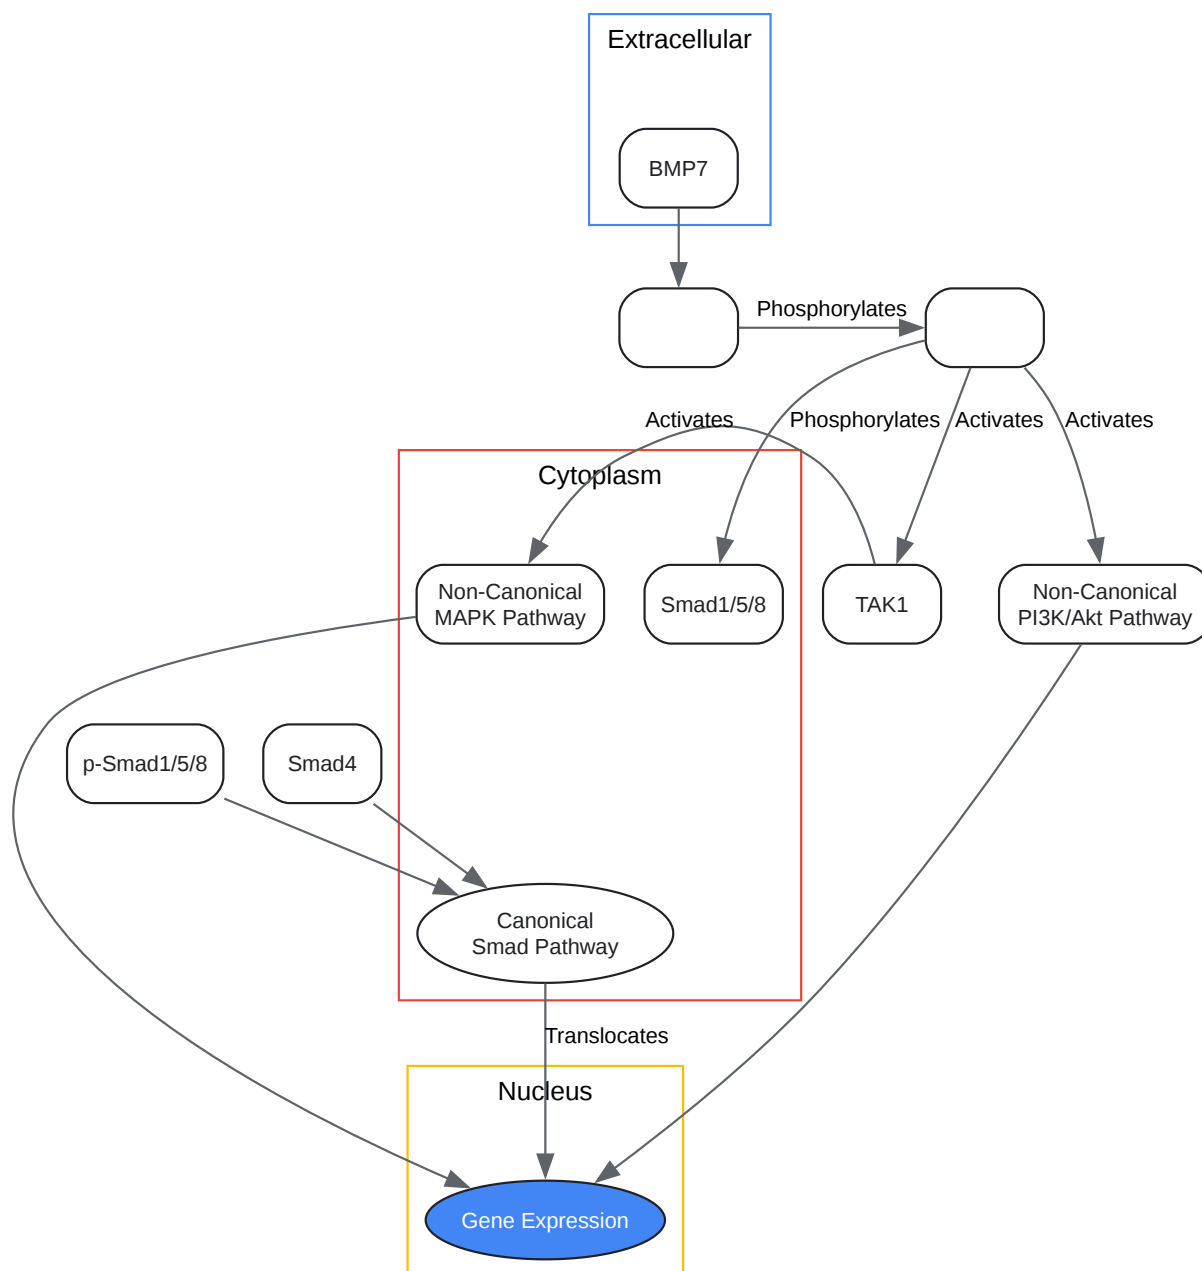 Extracellular
BMP7
Phosphorylates
Activates
Phosphorylates
Activates
Activates
Cytoplasm
Non-Canonical
MAPK Pathway
Smad1/5/8
TAK1
Non-Canonical
PI3K/Akt Pathway
p-Smad1/5/8
Smad4
Canonical
Smad Pathway
Translocates
Nucleus
Gene Expression